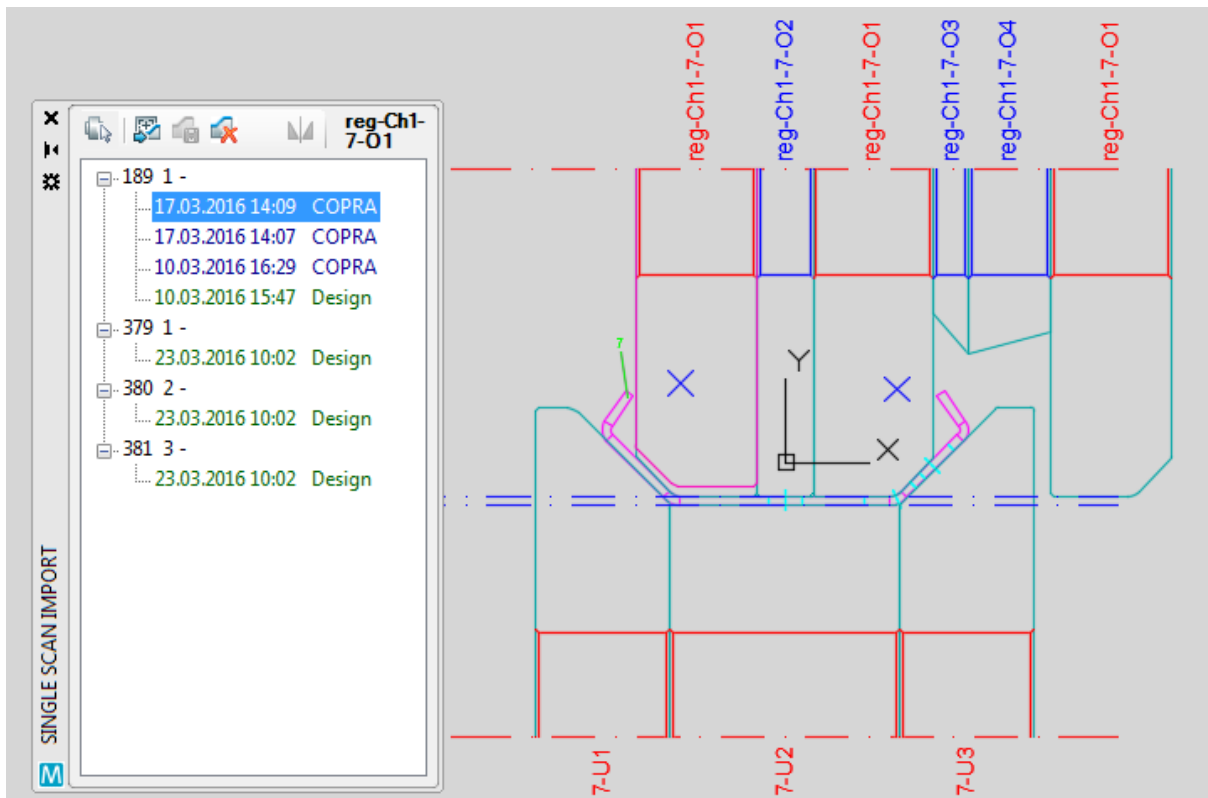 reg-Ch1-
7-O1
189 1 -
17.03.2016 14:09 COPRA
17.03.2016 14:07 COPRA
10.03.2016 16:29 COPRA
10.03.2016 15:47 Design
379 1 -
23.03.2016 10:02 Design
380 2 -
23.03.2016 10:02 Design
381 3 -
23.03.2016 10:02 Design
SINGLE SCAN IMPORT
M
reg-Ch1-7-O1
reg-Ch1-7-O2
reg-Ch1-7-O1
reg-Ch1-7-O3
reg-Ch1-7-O4
reg-Ch1-7-O1
7
Y
X
7-U1
7-U2
7-U3